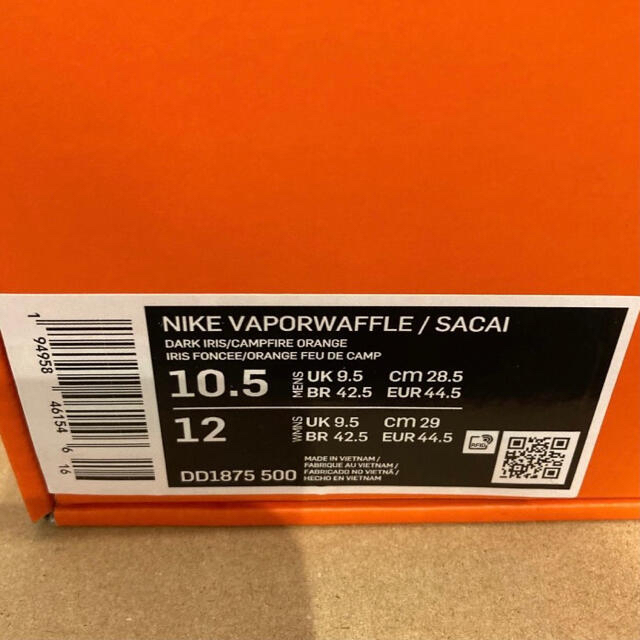 NIKE VAPORWAFFLE / SACAI
DARK IRIS/CAMPFIRE ORANGE
IRIS FONCEE/ORANGE FEU DE CAMP
10.5 MENS UK 9.5 CM 28.5
BR 42.5 EUR 44.5
12 WMNS UK 9.5 CM 29
BR 42.5 EUR 44.5
DD1875 500
MADE IN VIETNAM /
FABRIQUE AU VIETNAM /
FABRICADO NO VIETNÃ /
HECHO EN VIETNAM
RFID
1 94958 46154 6 16